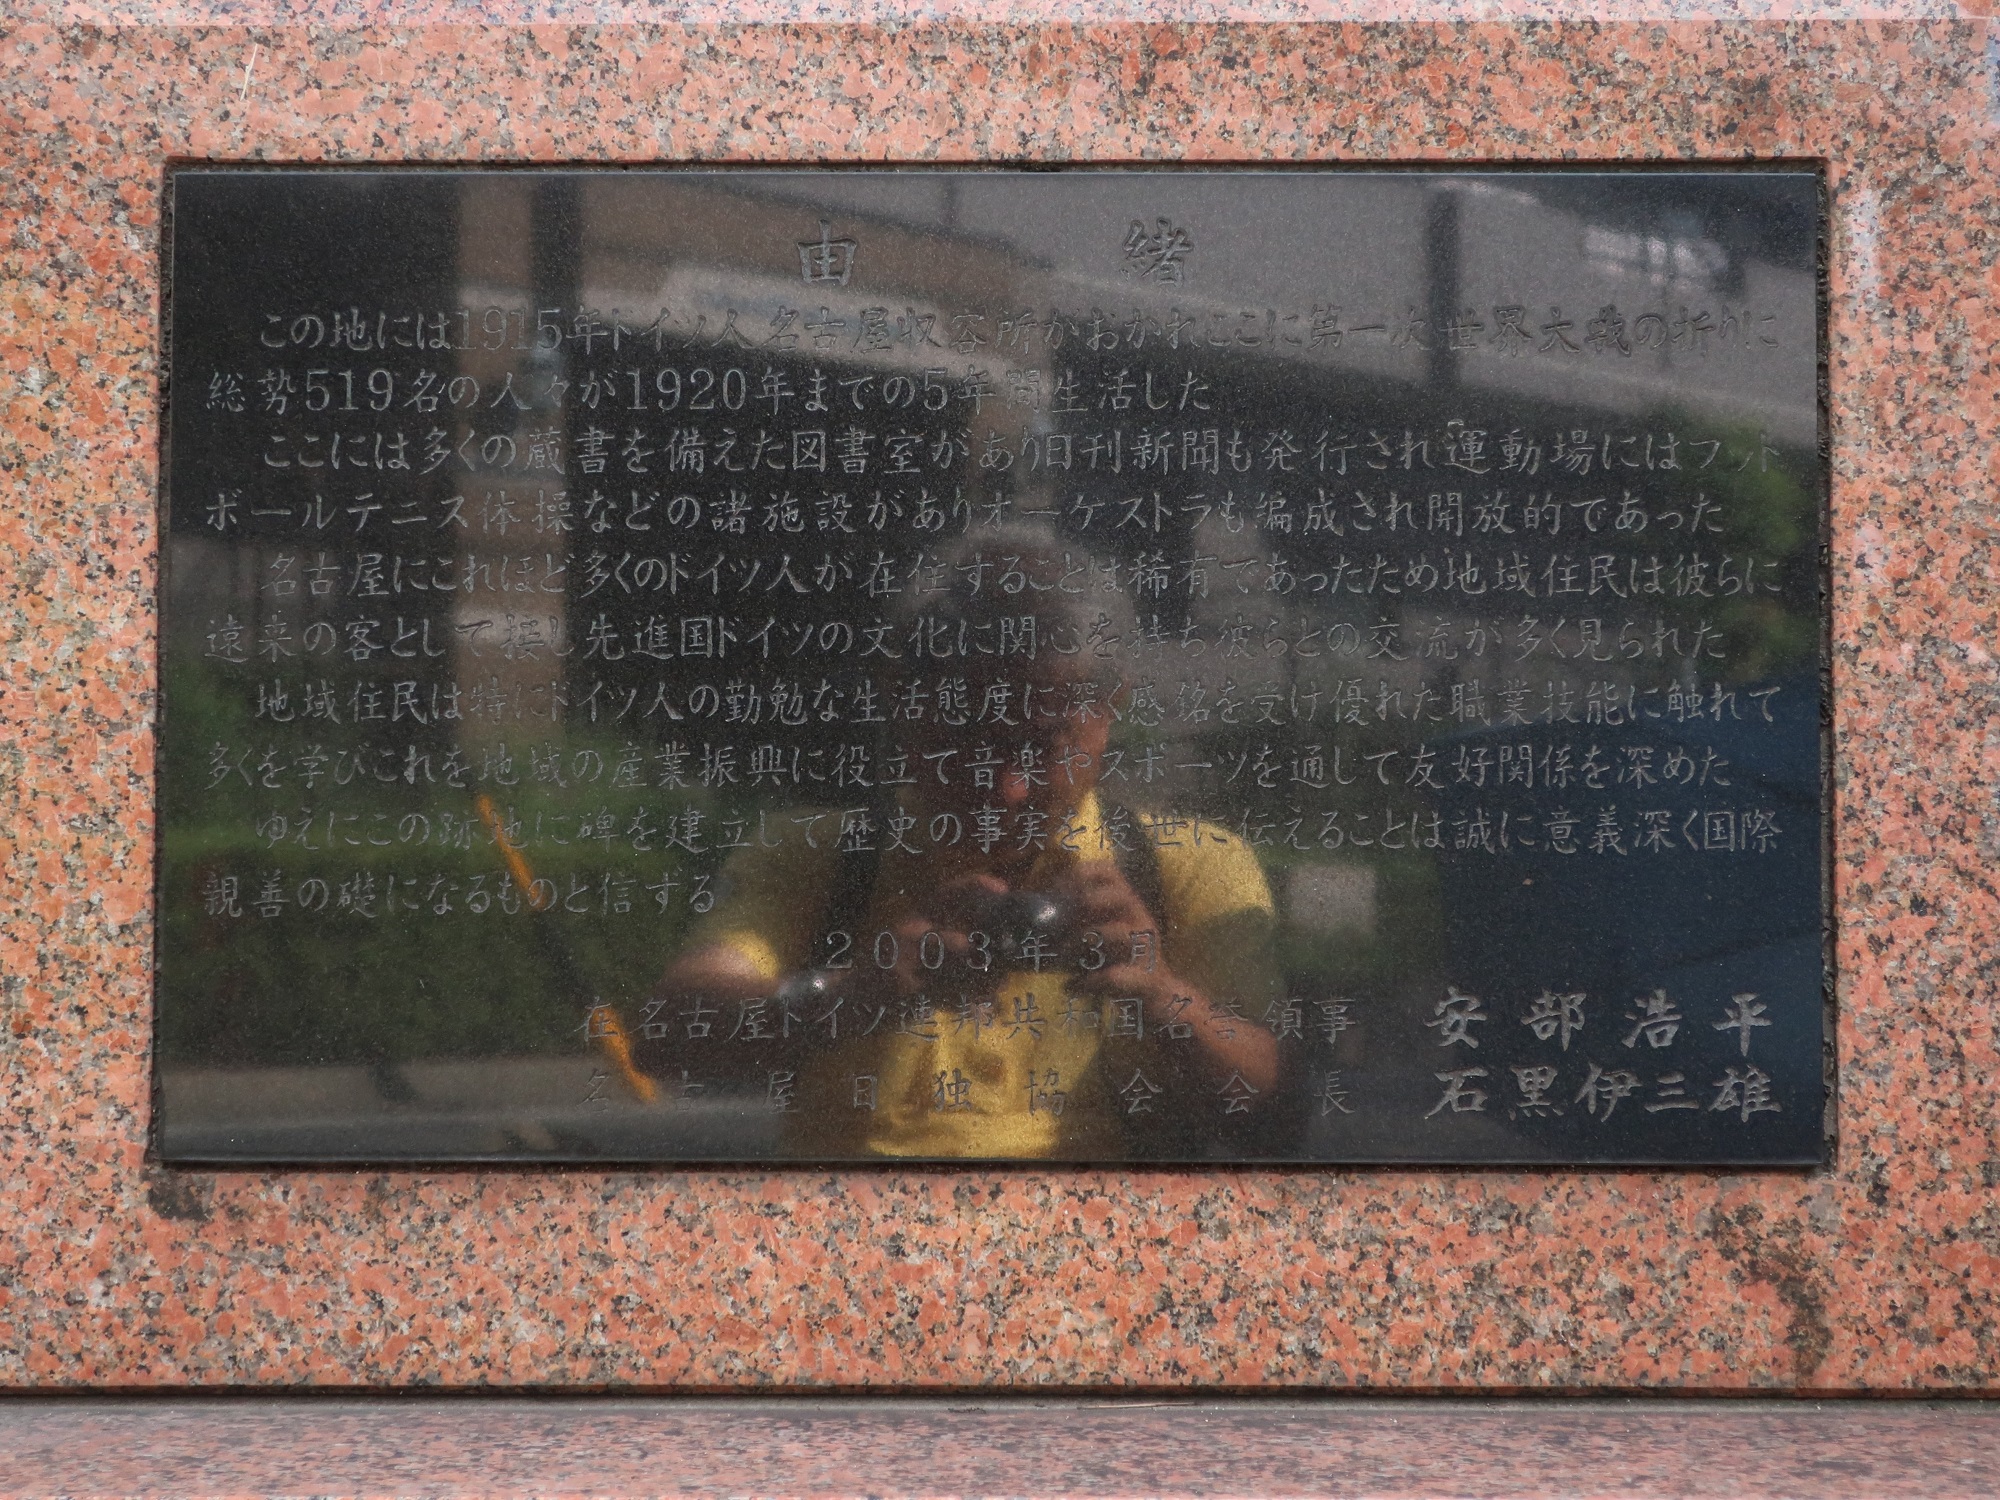 由緒
この地には1915年ドイツ人名古屋収容所がおかれここに第一次世界大戦の折りに
総勢519名の人々が1920年までの5年間生活した
ここには多くの蔵書を備えた図書室があり日刊新聞も発行され運動場にはフット
ボールテニス体操などの諸施設がありオーケストラも編成され開放的であった
名古屋にこれほど多くのドイツ人が在住することは稀有であったため地域住民は彼らに
遠来の客として接し先進国ドイツの文化に関心を持ち彼らとの交流が多く見られた
地域住民は特にドイツ人の勤勉な生活態度に深く感銘を受け優れた職業技能に触れて
多くを学びこれを地域の産業振興に役立て音楽やスポーツを通して友好関係を深めた
ゆえにこの跡地に碑を建立して歴史の事実を後世に伝えることは誠に意義深く国際
親善の礎になるものと信ずる
2003年3月
在名古屋ドイツ連邦共和国名誉領事 安部浩平
名古屋日独協会会長 石黒伊三雄